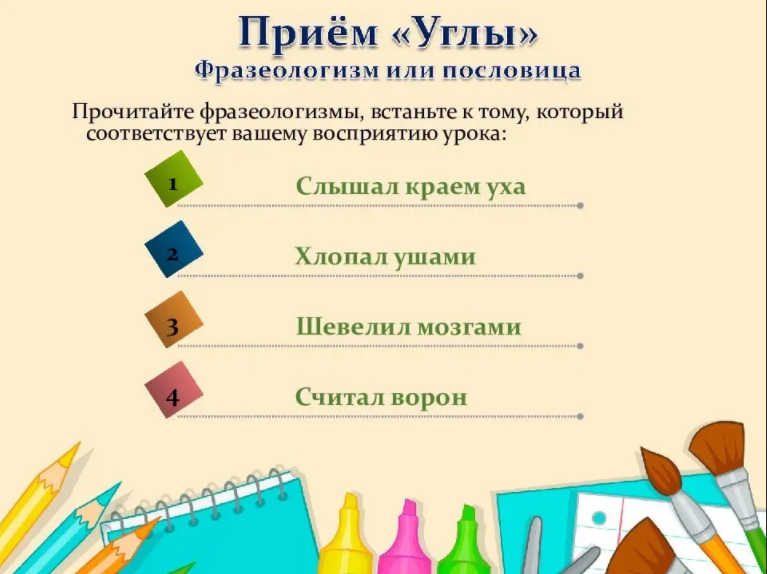 Приём «Углы»
Фразеологизм или пословица
Прочитайте фразеологизмы, встаньте к тому, который
соответствует вашему восприятию урока:
1 Слышал краем уха
2 Хлопал ушами
3 Шевелил мозгами
4 Считал ворон